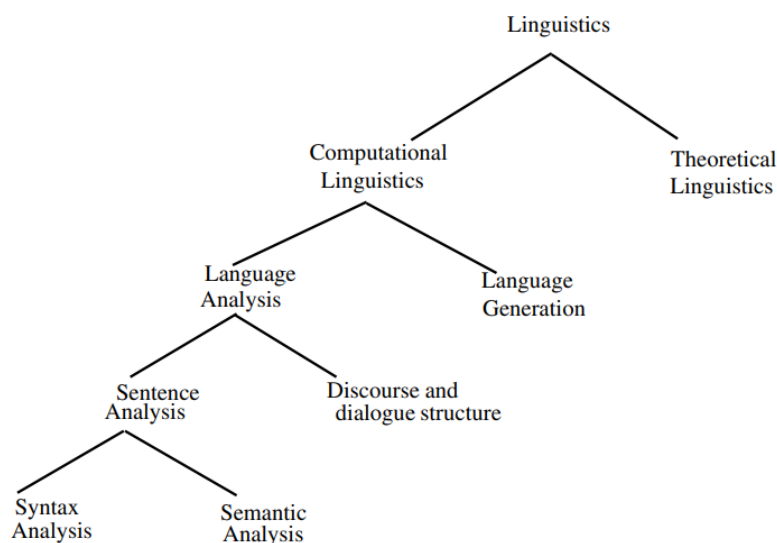 Linguistics
Computational
Linguistics
Theoretical
Linguistics
Language
Analysis
Language
Generation
Sentence
Analysis
Discourse and
dialogue structure
Syntax
Analysis
Semantic
Analysis